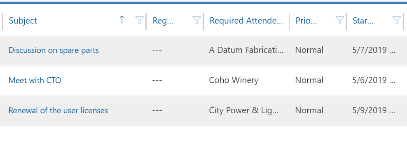 Subject Reg... Required Attende... Prio... Star...
Discussion on spare parts --- A Datum Fabricati... Normal 5/7/2019 ...
Meet with CTO --- Coho Winery Normal 5/6/2019 ...
Renewal of the user licenses --- City Power & Lig... Normal 5/9/2019 ...